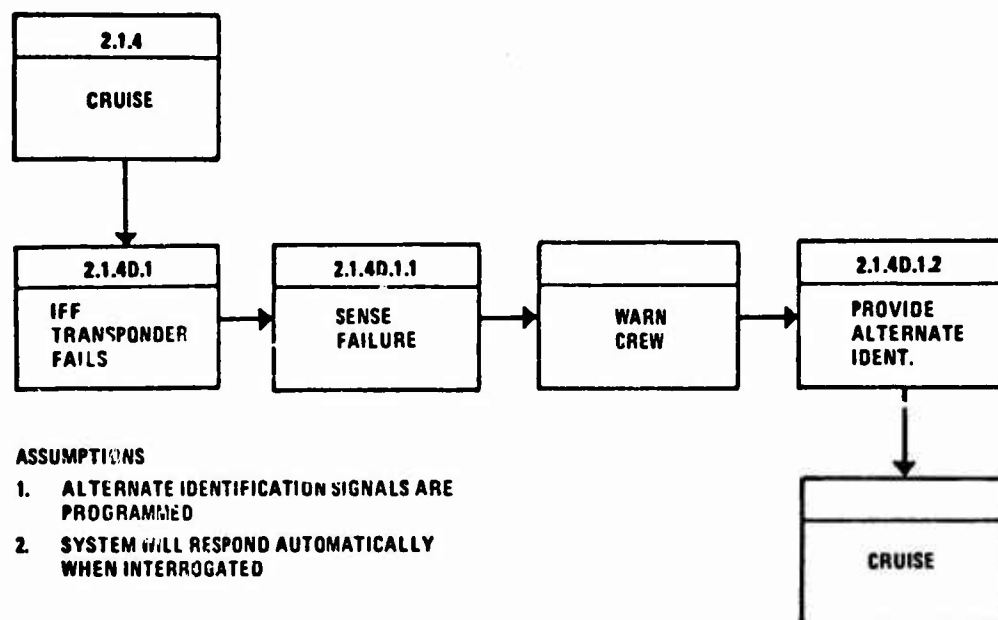 2.1.4
CRUISE
2.1.4D.1
IFF
TRANSPONDER
FAILS
2.1.4D.1.1
SENSE
FAILURE
WARN
CREW
2.1.4D.1.2
PROVIDE
ALTERNATE
IDENT.
ASSUMPTIONS
1. ALTERNATE IDENTIFICATION SIGNALS ARE
PROGRAMMED
2. SYSTEM WILL RESPOND AUTOMATICALLY
WHEN INTERROGATED
CRUISE